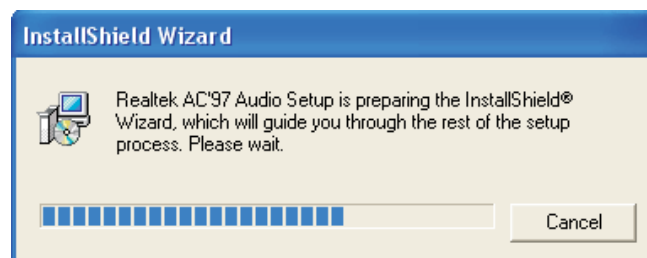 InstallShield Wizard
Realtek AC'97 Audio Setup is preparing the InstallShield®
Wizard, which will guide you through the rest of the setup
process. Please wait.
Cancel